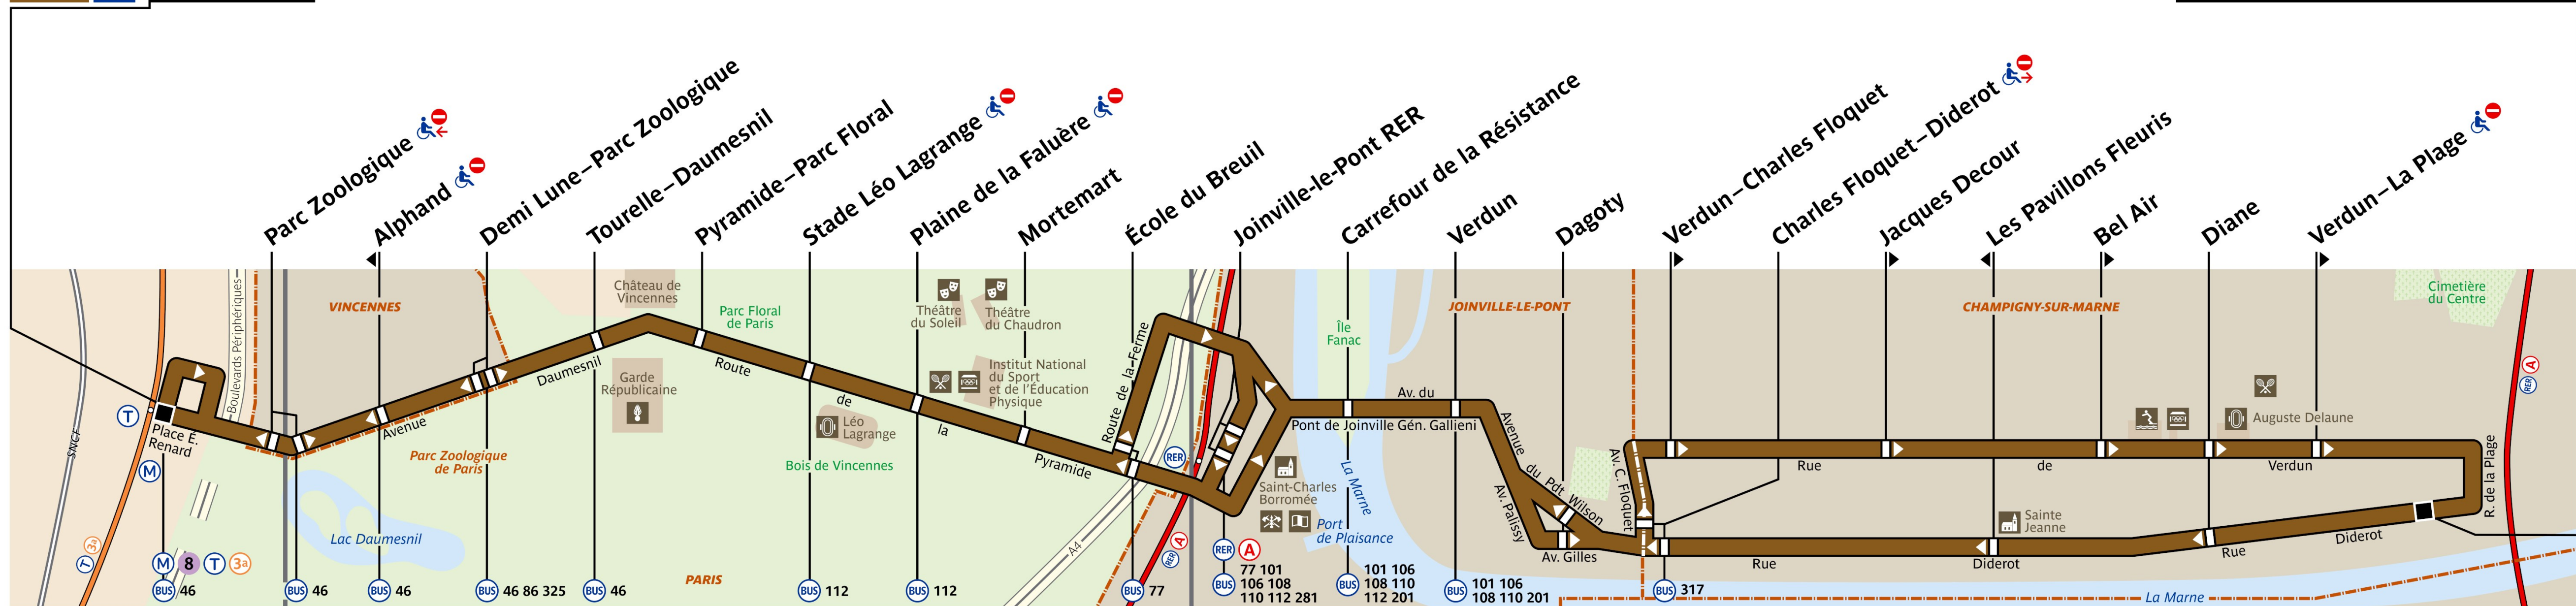 Parc Zoologique
Alphand
Demi Lune – Parc Zoologique
Tourelle – Daumesnil
Pyramide – Parc Floral
Stade Léo Lagrange
Plaine de la Faluère
Mortemart
École du Breuil
Joinville-le-Pont RER
Carrefour de la Résistance
Verdun
Dagoty
Verdun – Charles Floquet
Charles Floquet – Diderot
Jacques Decour
Les Pavillons Fleuris
Bel Air
Diane
Verdun – La Plage
VINCENNES
JOINVILLE-LE-PONT
CHAMPIGNY-SUR-MARNE
PARIS
Boulevards Périphériques
Château de
Vincennes
Parc Floral
de Paris
Théâtre
du Soleil
Théâtre
du Chaudron
Île
Fanac
Cimetière
du Centre
Garde
Républicaine
Institut National
du Sport
et de l'Éducation
Physique
Léo
Lagrange
Bois de Vincennes
Parc Zoologique
de Paris
Lac Daumesnil
SNCF
Place É.
Renard
Avenue
Daumesnil
Route
de
la
Pyramide
Route de la Ferme
A4
Saint-Charles
Borromée
Port
de Plaisance
La Marne
Av. du
Pont de Joinville Gén. Gallieni
Avenue du Pdt Wilson
Av. Palissy
Av. Gilles
Av. C. Floquet
Rue
de
Verdun
Auguste Delaune
R. de la Plage
Sainte
Jeanne
Rue
Diderot
Rue
Diderot
La Marne
T
M
T 3a
RER
RER A
A
RER
M 8 T 3a
BUS 46
BUS 46
BUS 46
BUS 46 86 325
BUS 46
BUS 112
BUS 112
BUS 77
RER A
BUS 77 101
106 108
110 112 281
BUS 101 106
108 110
112 201
BUS 101 106
108 110 201
BUS 317